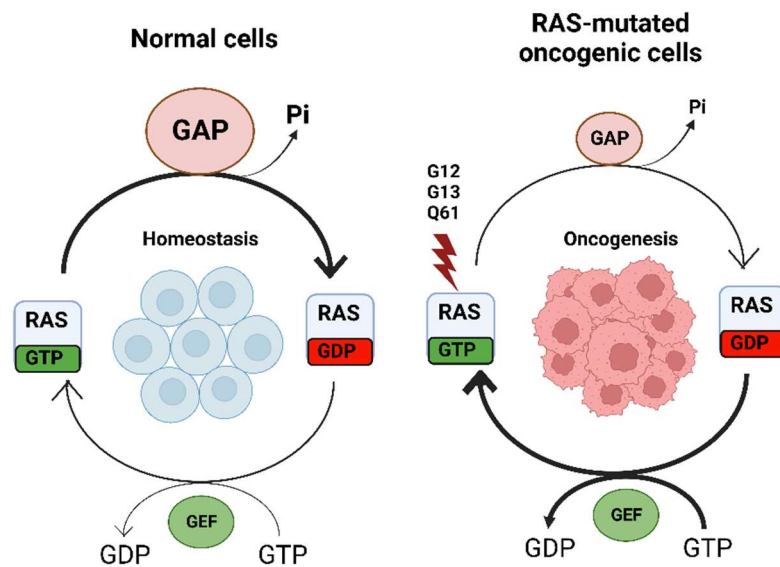 Normal cells
GAP
Pi
Homeostasis
RAS
GTP
RAS
GDP
GEF
GDP
GTP
RAS-mutated
oncogenic cells
GAP
Pi
G12
G13
Q61
Oncogenesis
RAS
GTP
RAS
GDP
GEF
GDP
GTP